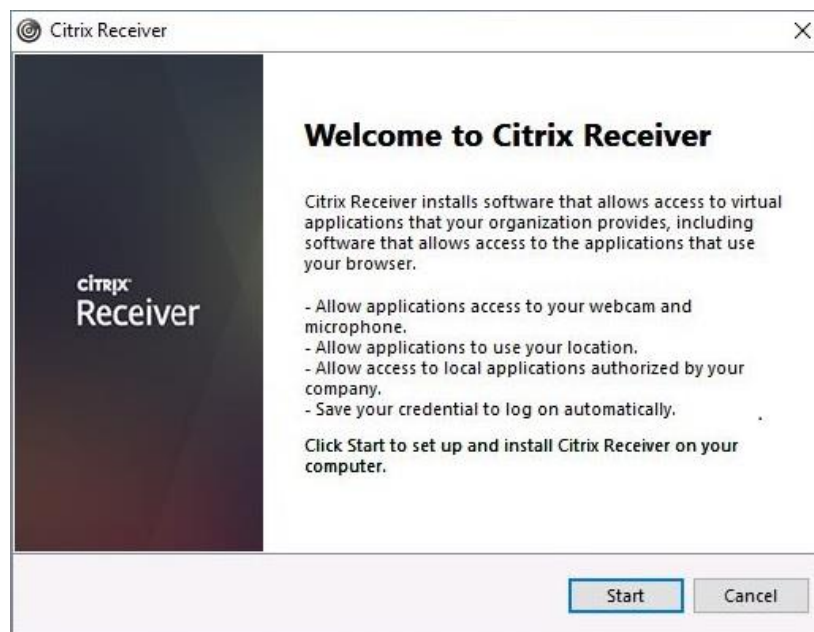 Citrix Receiver
Welcome to Citrix Receiver
Citrix Receiver installs software that allows access to virtual
applications that your organization provides, including
software that allows access to the applications that use
your browser.
- Allow applications access to your webcam and
microphone.
- Allow applications to use your location.
- Allow access to local applications authorized by your
company.
- Save your credential to log on automatically.
Click Start to set up and install Citrix Receiver on your
computer.
CİTRIX
Receiver
Start
Cancel